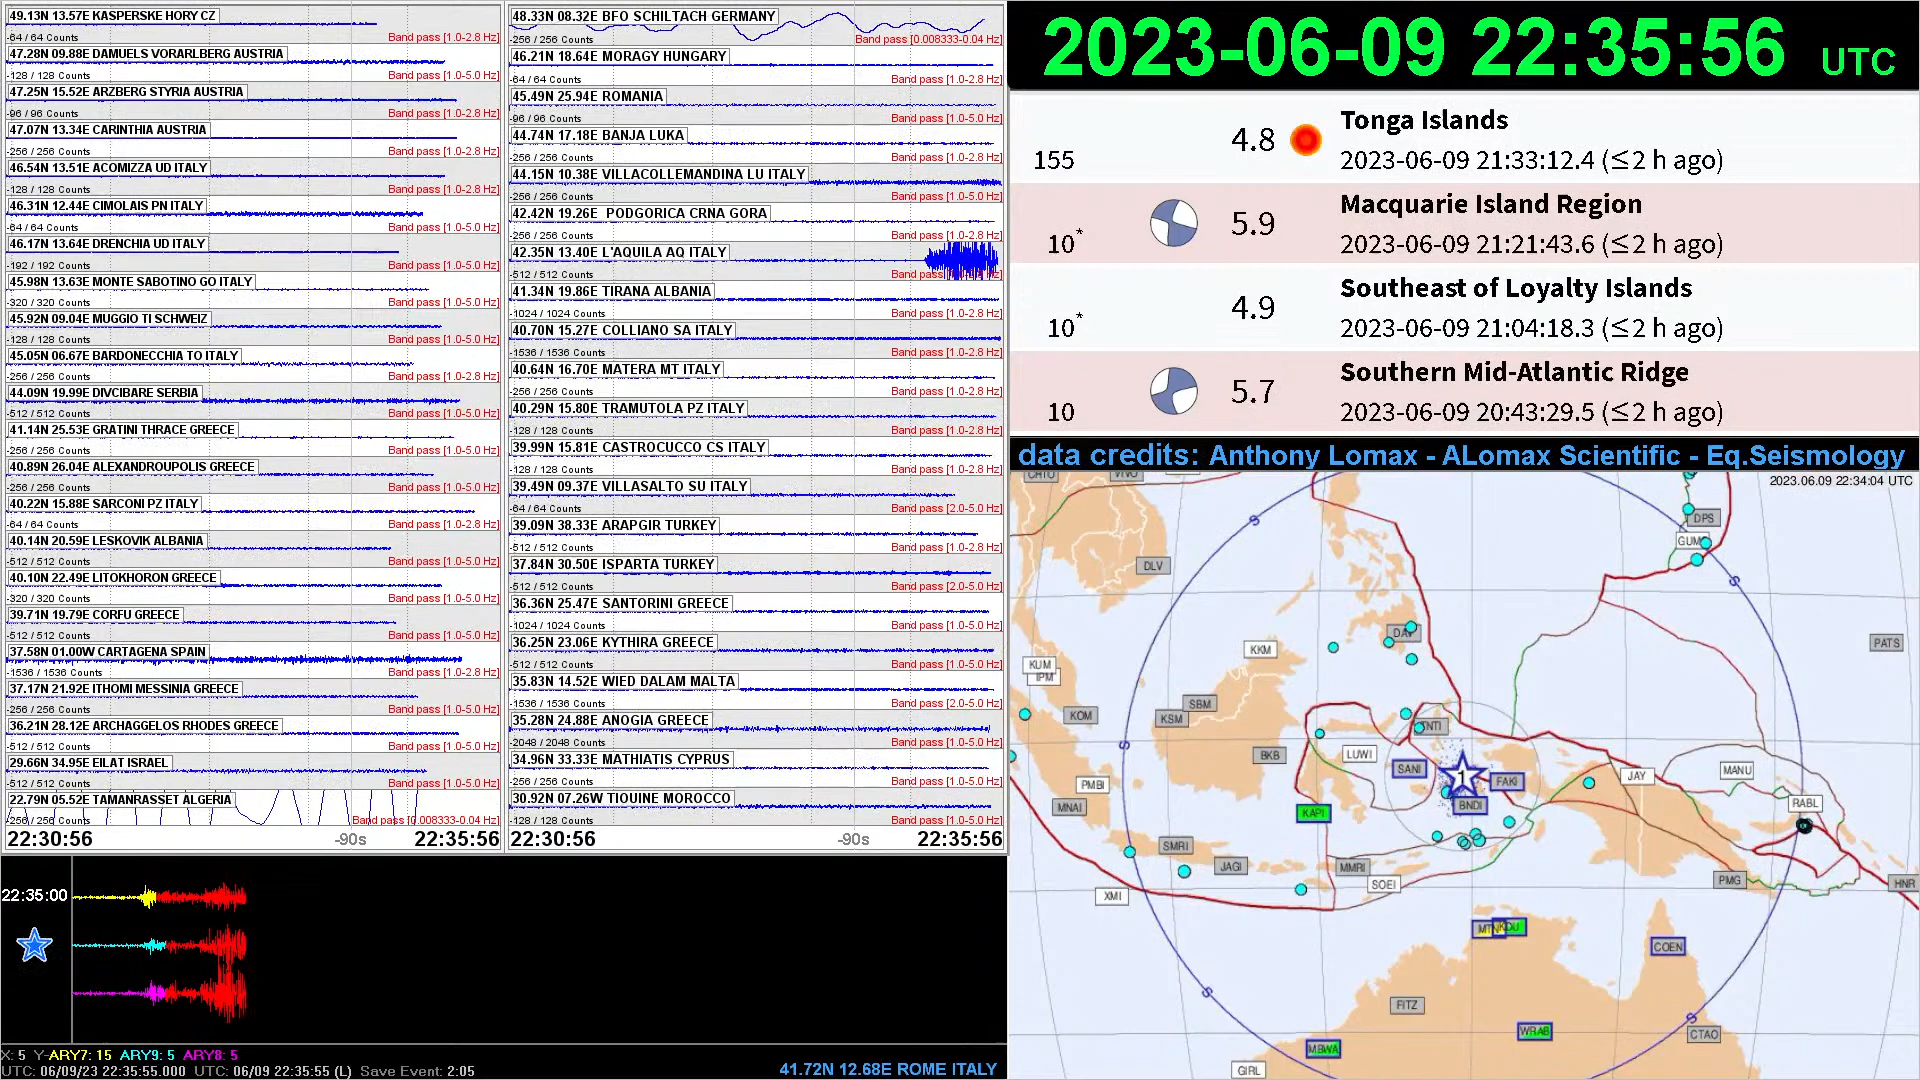 49.13N 13.57E KASPERSKE HORY CZ
-64 / 64 Counts
Band pass [1.0-2.8 Hz]
47.28N 09.88E DAMUELS VORARLBERG AUSTRIA
-128 / 128 Counts
Band pass [1.0-5.0 Hz]
47.25N 15.52E ARZBERG STYRIA AUSTRIA
-96 / 96 Counts
Band pass [1.0-2.8 Hz]
47.07N 13.34E CARINTHIA AUSTRIA
-256 / 256 Counts
Band pass [1.0-2.8 Hz]
46.54N 13.51E ACOMIZZA UD ITALY
-128 / 128 Counts
Band pass [1.0-2.8 Hz]
46.31N 12.44E CIMOLAIS PN ITALY
-64 / 64 Counts
Band pass [1.0-5.0 Hz]
46.17N 13.64E DRENCHIA UD ITALY
-192 / 192 Counts
Band pass [1.0-5.0 Hz]
45.98N 13.63E MONTE SABOTINO GO ITALY
-320 / 320 Counts
Band pass [1.0-2.8 Hz]
45.92N 09.04E MUGGIO TI SCHWEIZ
-128 / 128 Counts
Band pass [1.0-5.0 Hz]
45.05N 06.67E BARDONECCHIA TO ITALY
-256 / 256 Counts
Band pass [1.0-2.8 Hz]
44.09N 19.99E DIVCIBARE SERBIA
-512 / 512 Counts
Band pass [1.0-5.0 Hz]
41.14N 25.53E GRATINI THRACE GREECE
-256 / 256 Counts
Band pass [1.0-2.8 Hz]
40.89N 26.04E ALEXANDROUPOLIS GREECE
-256 / 256 Counts
Band pass [1.0-5.0 Hz]
40.22N 15.88E SARCONI PZ ITALY
-64 / 64 Counts
Band pass [1.0-2.8 Hz]
40.14N 20.59E LESKOVIK ALBANIA
-512 / 512 Counts
Band pass [1.0-5.0 Hz]
40.10N 22.49E LITOKHORON GREECE
-320 / 320 Counts
Band pass [1.0-5.0 Hz]
39.71N 19.79E CORFU GREECE
-512 / 512 Counts
Band pass [1.0-5.0 Hz]
37.58N 01.00W CARTAGENA SPAIN
-1536 / 1536 Counts
Band pass [1.0-2.8 Hz]
37.17N 21.92E ITHOMI MESSINIA GREECE
-256 / 256 Counts
Band pass [1.0-5.0 Hz]
36.21N 28.12E ARCHAGGELOS RHODES GREECE
-512 / 512 Counts
Band pass [1.0-5.0 Hz]
29.66N 34.95E EILAT ISRAEL
-512 / 512 Counts
Band pass [1.0-5.0 Hz]
22.79N 05.52E TAMANRASSET ALGERIA
-256 / 256 Counts
Band pass [0.008333-0.04 Hz]
22:30:56 -90s 22:35:56
48.33N 08.32E BFO SCHILTACH GERMANY
-256 / 256 Counts
Band pass [0.008333-0.04 Hz]
46.21N 18.64E MORAGY HUNGARY
-64 / 64 Counts
Band pass [1.0-2.8 Hz]
45.49N 25.94E ROMANIA
-96 / 96 Counts
Band pass [1.0-5.0 Hz]
44.74N 17.18E BANJA LUKA
-256 / 256 Counts
Band pass [1.0-2.8 Hz]
44.15N 10.38E VILLACOLLEMANDINA LU ITALY
-256 / 256 Counts
Band pass [1.0-5.0 Hz]
42.42N 19.26E PODGORICA CRNA GORA
-256 / 256 Counts
Band pass [1.0-2.8 Hz]
42.35N 13.40E L'AQUILA AQ ITALY
-512 / 512 Counts
41.34N 19.86E TIRANA ALBANIA
-1024 / 1024 Counts
Band pass [1.0-2.8 Hz]
40.70N 15.27E COLLIANO SA ITALY
-1536 / 1536 Counts
Band pass [1.0-2.8 Hz]
40.64N 16.70E MATERA MT ITALY
-256 / 256 Counts
Band pass [1.0-2.8 Hz]
40.29N 15.80E TRAMUTOLA PZ ITALY
-128 / 128 Counts
Band pass [1.0-2.8 Hz]
39.99N 15.81E CASTROCUCCO CS ITALY
-128 / 128 Counts
Band pass [1.0-2.8 Hz]
39.49N 09.37E VILLASALTO SU ITALY
-64 / 64 Counts
Band pass [2.0-5.0 Hz]
39.09N 38.33E ARAPGIR TURKEY
-512 / 512 Counts
Band pass [1.0-2.8 Hz]
37.84N 30.50E ISPARTA TURKEY
-512 / 512 Counts
Band pass [2.0-5.0 Hz]
36.36N 25.47E SANTORINI GREECE
-1024 / 1024 Counts
Band pass [1.0-5.0 Hz]
36.25N 23.06E KYTHIRA GREECE
-512 / 512 Counts
Band pass [1.0-5.0 Hz]
35.83N 14.52E WIED DALAM MALTA
-1536 / 1536 Counts
Band pass [2.0-5.0 Hz]
35.28N 24.88E ANOGIA GREECE
-2048 / 2048 Counts
Band pass [1.0-5.0 Hz]
34.96N 33.33E MATHIATIS CYPRUS
-256 / 256 Counts
Band pass [1.0-5.0 Hz]
30.92N 07.26W TIOUINE MOROCCO
-128 / 128 Counts
Band pass [1.0-5.0 Hz]
22:30:56 -90s 22:35:56
22:35:00
X: 5 Y-ARY7: 15 ARY9: 5 ARY8: 5
UTC: 06/09/23 22:35:55.000 UTC: 06/09 22:35:55 (L) Save Event: 2:05
41.72N 12.68E ROME ITALY
2023-06-09 22:35:56 UTC
Tonga Islands
155 4.8 2023-06-09 21:33:12.4 (≤2 h ago)
Macquarie Island Region
10* 5.9 2023-06-09 21:21:43.6 (≤2 h ago)
Southeast of Loyalty Islands
10* 4.9 2023-06-09 21:04:18.3 (≤2 h ago)
Southern Mid-Atlantic Ridge
10 5.7 2023-06-09 20:43:29.5 (≤2 h ago)
data credits: Anthony Lomax - ALomax Scientific - Eq.Seismology
2023.06.09 22:34:04 UTC
DPS
GUM
DLV
S
S
DAV
PATS
KKM
KUM
IPM
SBM
KOM
KSM
TNTI
S
BKB
LUWI
SANI
1
FAKI
JAY
MANU
PMBI
MNAI
BNDI
RABL
KAPI
SMRI
JAGI
MMRI
SOEI
PMG
HNR
XMI
KDU
COEN
S
FITZ
S
WRAB
CTAO
MBWA
GIRL